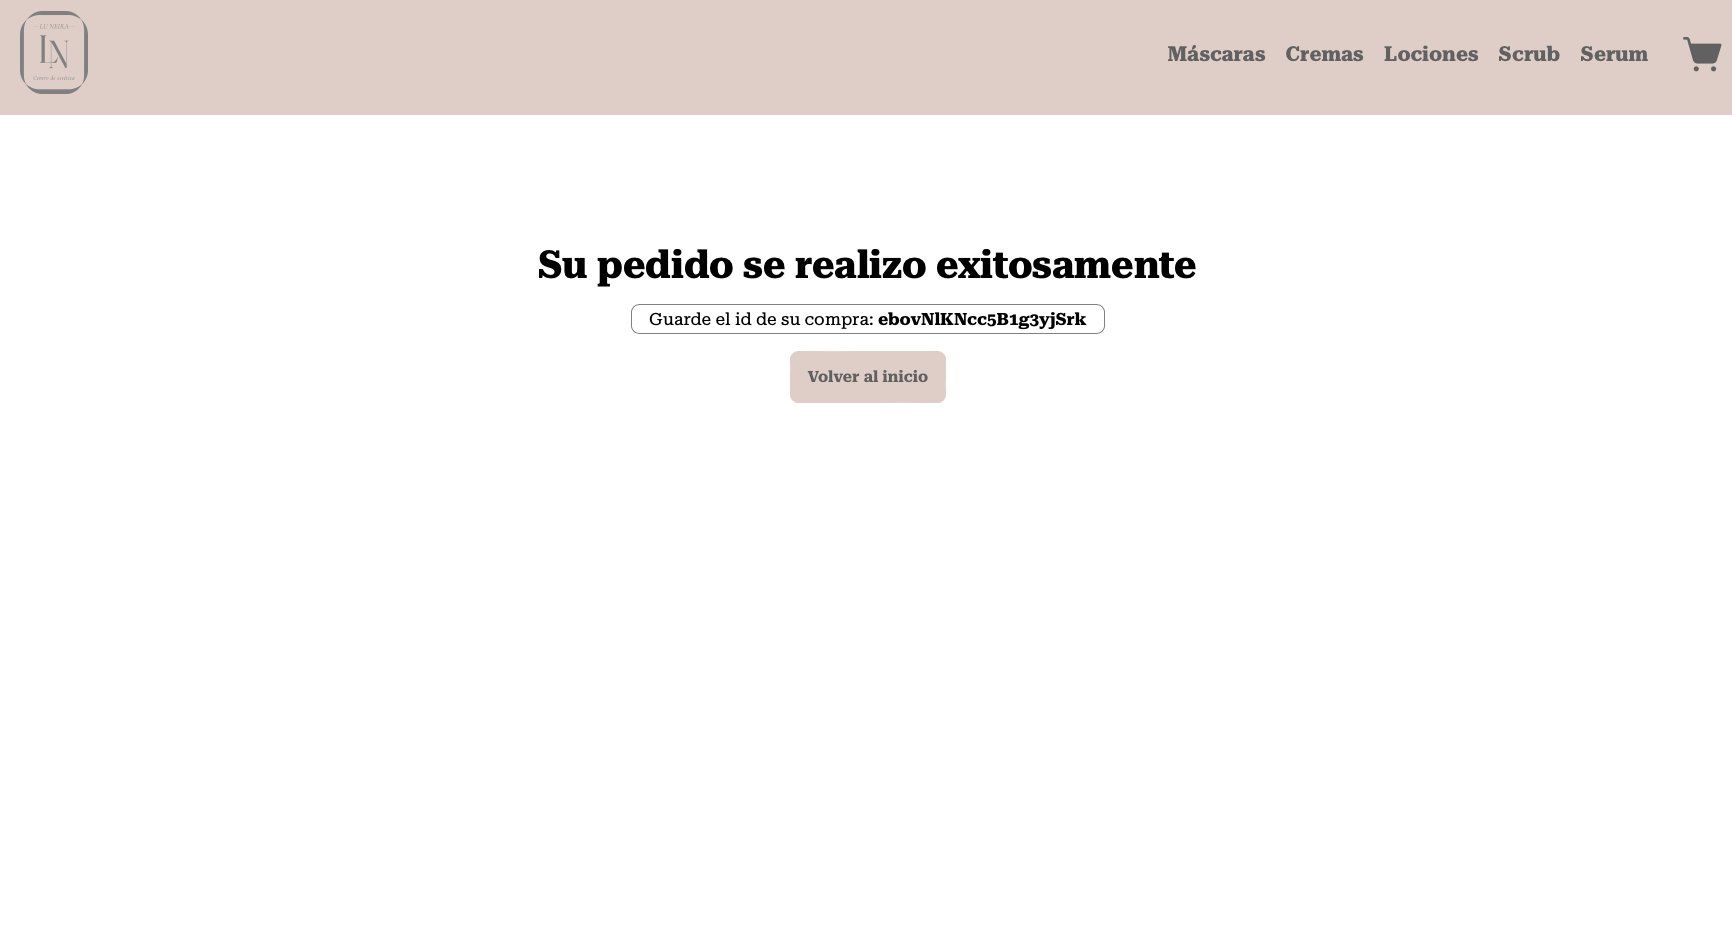 LU NEIRA
LN
Centro de estética
Máscaras Cremas Lociones Scrub Serum
Su pedido se realizo exitosamente
Guarde el id de su compra: ebovNlKNcc5B1g3yjSrk
Volver al inicio